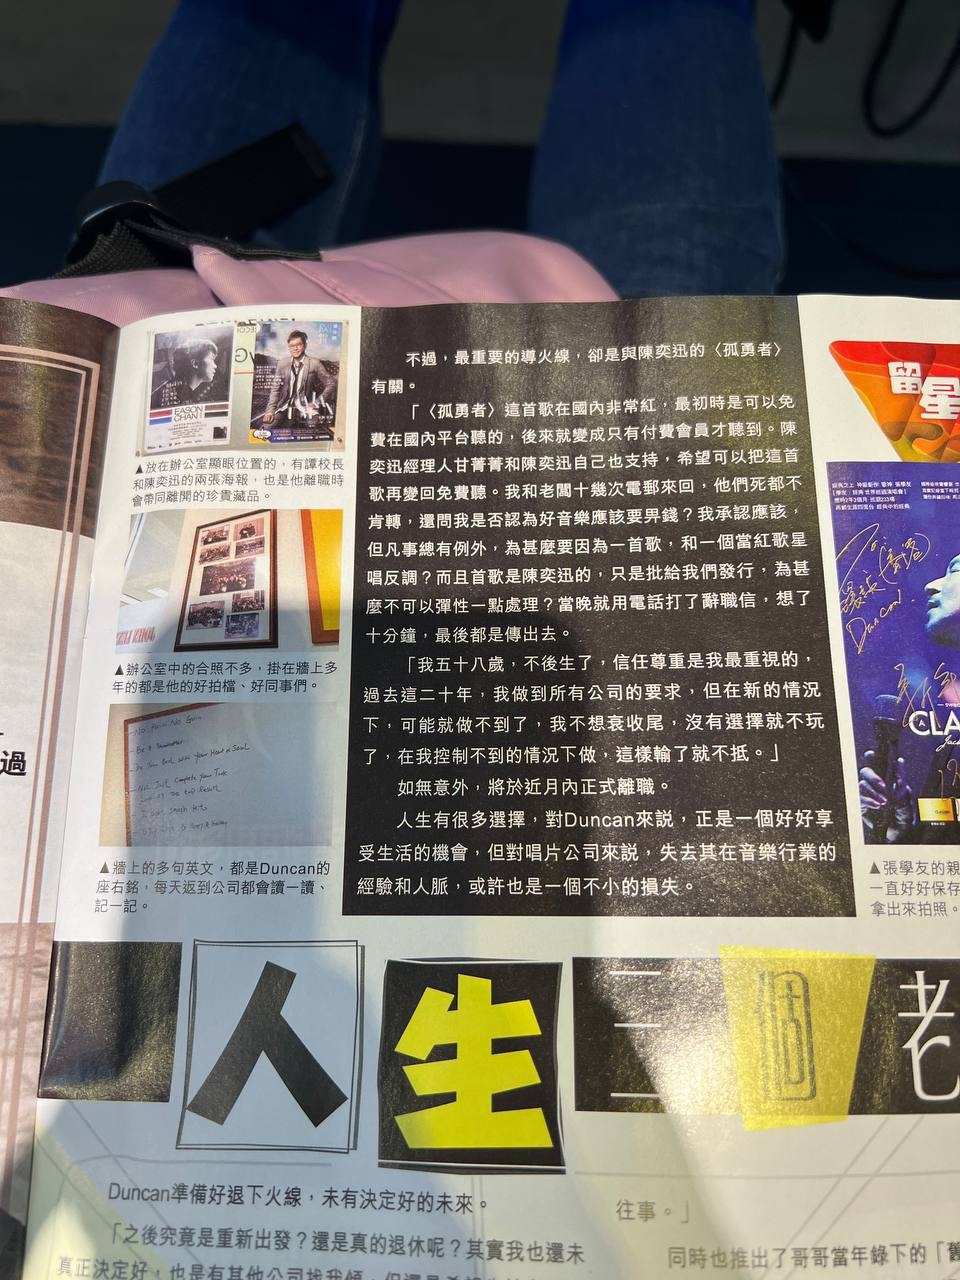 EASON
CHAN
▲放在辦公室顯眼位置的，有譚校長
和陳奕迅的兩張海報，也是他離職時
會帶同離開的珍貴藏品。
▲辦公室中的合照不多，掛在牆上多
年的都是他的好拍檔、好同事們。
No Pain No Gain
▲牆上的多句英文，都是Duncan的
座右銘，每天返到公司都會讀一讀、
記一記。
過
不過，最重要的導火線，卻是與陳奕迅的〈孤勇者〉
有關。
「〈孤勇者〉這首歌在國內非常紅，最初時是可以免
費在國內平台聽的，後來就變成只有付費會員才聽到。陳
奕迅經理人甘菁菁和陳奕迅自己也支持，希望可以把這首
歌再變回免費聽。我和老闆十幾次電郵來回，他們死都不
肯轉，還問我是否認為好音樂應該要畀錢？我承認應該，
但凡事總有例外，為甚麼要因為一首歌，和一個當紅歌星
唱反調？而且首歌是陳奕迅的，只是批給我們發行，為甚
麼不可以彈性一點處理？當晚就用電話打了辭職信，想了
十分鐘，最後都是傳出去。
「我五十八歲，不後生了，信任尊重是我最重視的，
過去這二十年，我做到所有公司的要求，但在新的情況
下，可能就做不到了，我不想衰收尾，沒有選擇就不玩
了，在我控制不到的情況下做，這樣輸了就不抵。」
如無意外，將於近月內正式離職。
人生有很多選擇，對Duncan來說，正是一個好好享
受生活的機會，但對唱片公司來說，失去其在音樂行業的
經驗和人脈，或許也是一個不小的損失。
留
星
Duncan
CLA
▲張學友的親
一直好好保存
拿出來拍照。
人生二個老
Duncan準備好退下火線，未有決定好的未來。
「之後究竟是重新出發？還是真的退休呢？其實我也還未
真正決定好，也是有其他公司找我傾，但還是
往事。」
同時也推出了哥哥當年錄下的「舊